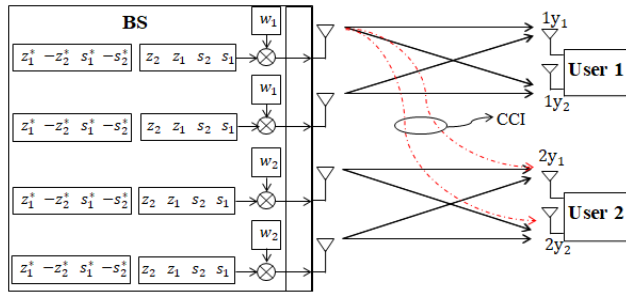 BS
w₁
1y₁
z₁* −z₂* s₁* −s₂* z₂ z₁ s₂ s₁
User 1
w₁
1y₂
z₁* −z₂* s₁* −s₂* z₂ z₁ s₂ s₁
CCI
w₂
2y₁
z₁* −z₂* s₁* −s₂* z₂ z₁ s₂ s₁
User 2
w₂
2y₂
z₁* −z₂* s₁* −s₂* z₂ z₁ s₂ s₁